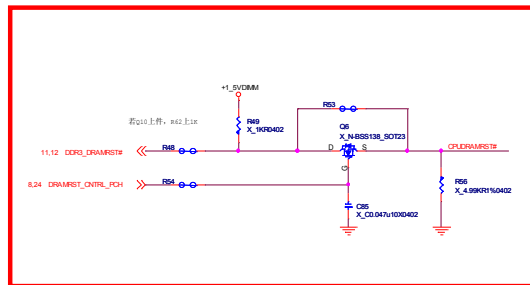 +1_5VDIMM
R53
若Q10上件，R62上1K
R49
X_1KR0402
Q6
X_N-BSS138_SOT23
11,12 DDR3_DRAMRST#
R48
D
S
CPUDRAMRST#
G
8,24 DRAMRST_CNTRL_PCH
R54
R56
X_4.99KR1%0402
C85
X_C0.047u10X0402